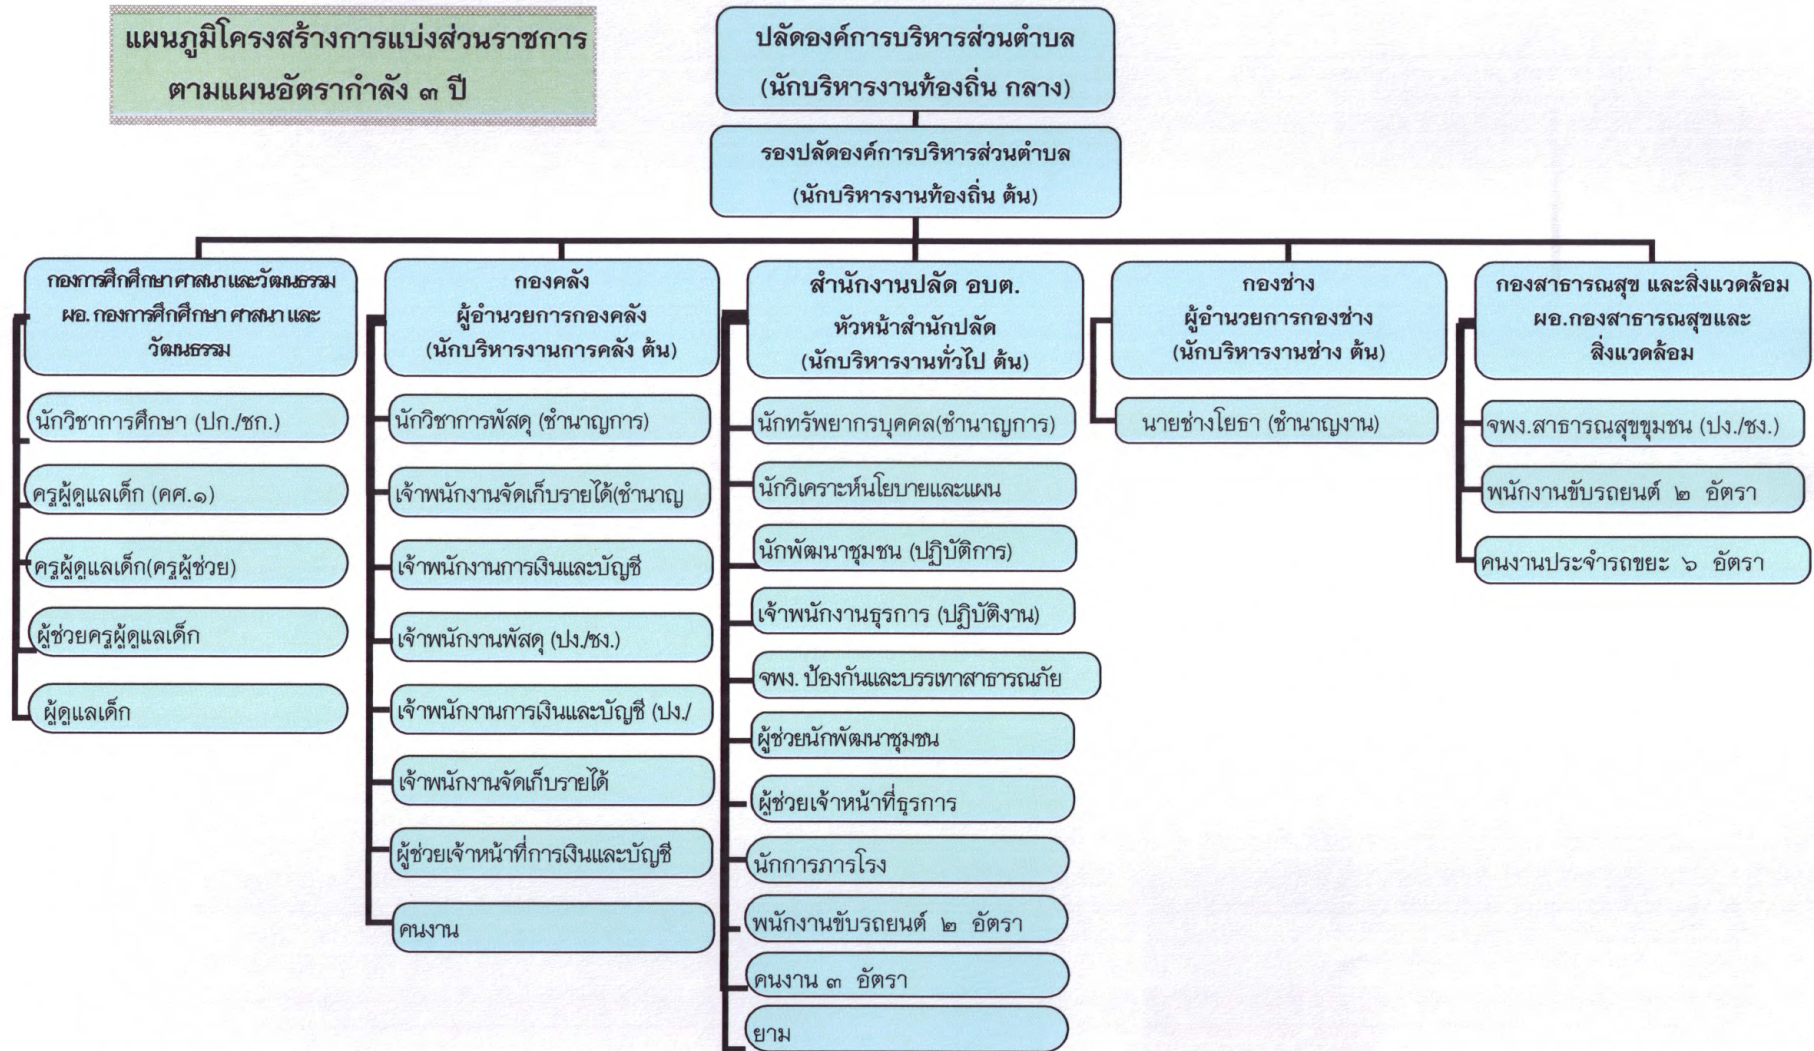 แผนภูมิโครงสร้างการแบ่งส่วนราชการ
ตามแผนอัตรากำลัง ๓ ปี
ปลัดองค์การบริหารส่วนตำบล
(นักบริหารงานท้องถิ่น กลาง)
รองปลัดองค์การบริหารส่วนตำบล
(นักบริหารงานท้องถิ่น ต้น)
กองการศึกศึกษา ศาสนา และวัฒนธรรม
ผอ. กองการศึกศึกษา ศาสนา และ
วัฒนธรรม
นักวิชาการศึกษา (ปก./ชก.)
ครูผู้ดูแลเด็ก (คศ.๑)
ครูผู้ดูแลเด็ก(ครูผู้ช่วย)
ผู้ช่วยครูผู้ดูแลเด็ก
ผู้ดูแลเด็ก
กองคลัง
ผู้อำนวยการกองคลัง
(นักบริหารงานการคลัง ต้น)
นักวิชาการพัสดุ (ชำนาญการ)
เจ้าพนักงานจัดเก็บรายได้(ชำนาญ
เจ้าพนักงานการเงินและบัญชี
เจ้าพนักงานพัสดุ (ปง./ชง.)
เจ้าพนักงานการเงินและบัญชี (ปง./
เจ้าพนักงานจัดเก็บรายได้
ผู้ช่วยเจ้าหน้าที่การเงินและบัญชี
คนงาน
สำนักงานปลัด อบต.
หัวหน้าสำนักปลัด
(นักบริหารงานทั่วไป ต้น)
นักทรัพยากรบุคคล(ชำนาญการ)
นักวิเคราะห์นโยบายและแผน
นักพัฒนาชุมชน (ปฏิบัติการ)
เจ้าพนักงานธุรการ (ปฏิบัติงาน)
จพง. ป้องกันและบรรเทาสาธารณภัย
ผู้ช่วยนักพัฒนาชุมชน
ผู้ช่วยเจ้าหน้าที่ธุรการ
นักการภารโรง
พนักงานขับรถยนต์ ๒ อัตรา
คนงาน ๓ อัตรา
ยาม
กองช่าง
ผู้อำนวยการกองช่าง
(นักบริหารงานช่าง ต้น)
นายช่างโยธา (ชำนาญงาน)
กองสาธารณสุข และสิ่งแวดล้อม
ผอ.กองสาธารณสุขและ
สิ่งแวดล้อม
จพง.สาธารณสุขขุมชน (ปง./ชง.)
พนักงานขับรถยนต์ ๒ อัตรา
คนงานประจำรถขยะ ๖ อัตรา